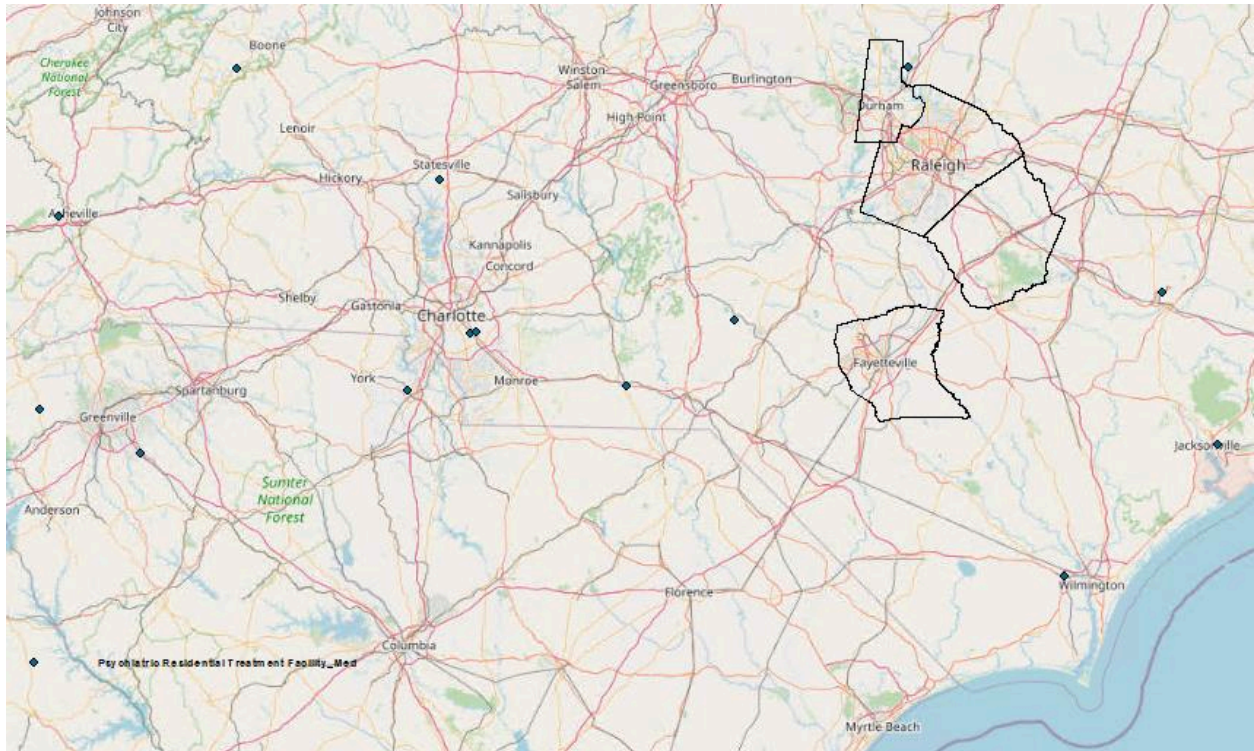 Johnson
City
Boone
Cherokee
National
Forest
Winston
Salem
Greensboro
Burlington
Durham
High Point
Lenoir
Raleigh
Statesville
Hickory
Salisbury
Asheville
Kannapolis
Concord
Shelby
Gastonia
Charlotte
Fayetteville
York
Monroe
Spartanburg
Greenville
Jacksonville
Sumter
National
Forest
Anderson
Wilmington
Florence
Columbia
Psychiatric Residential Treatment Facility_Med
Myrtle Beach